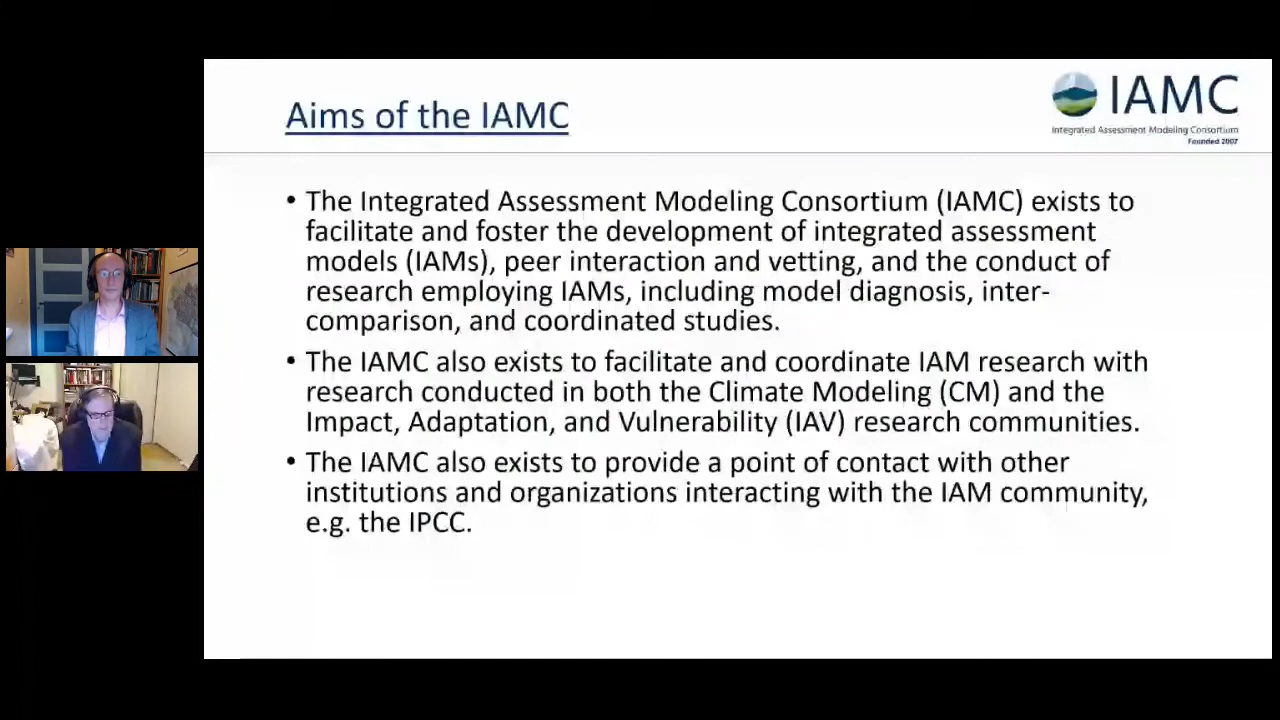 Aims of the IAMC
IAMC
Integrated Assessment Modeling Consortium
Founded 2007
• The Integrated Assessment Modeling Consortium (IAMC) exists to
facilitate and foster the development of integrated assessment
models (IAMs), peer interaction and vetting, and the conduct of
research employing IAMs, including model diagnosis, inter-
comparison, and coordinated studies.
• The IAMC also exists to facilitate and coordinate IAM research with
research conducted in both the Climate Modeling (CM) and the
Impact, Adaptation, and Vulnerability (IAV) research communities.
• The IAMC also exists to provide a point of contact with other
institutions and organizations interacting with the IAM community,
e.g. the IPCC.